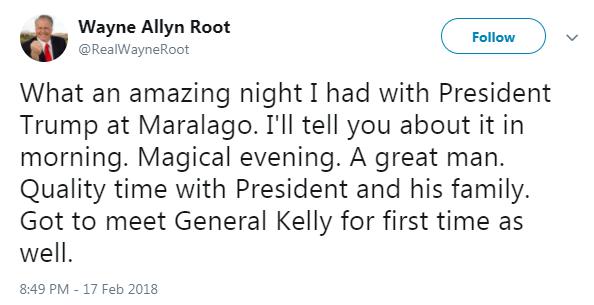 Wayne Allyn Root
@RealWayneRoot
Follow
What an amazing night I had with President
Trump at Maralago. I'll tell you about it in
morning. Magical evening. A great man.
Quality time with President and his family.
Got to meet General Kelly for first time as
well.
8:49 PM - 17 Feb 2018